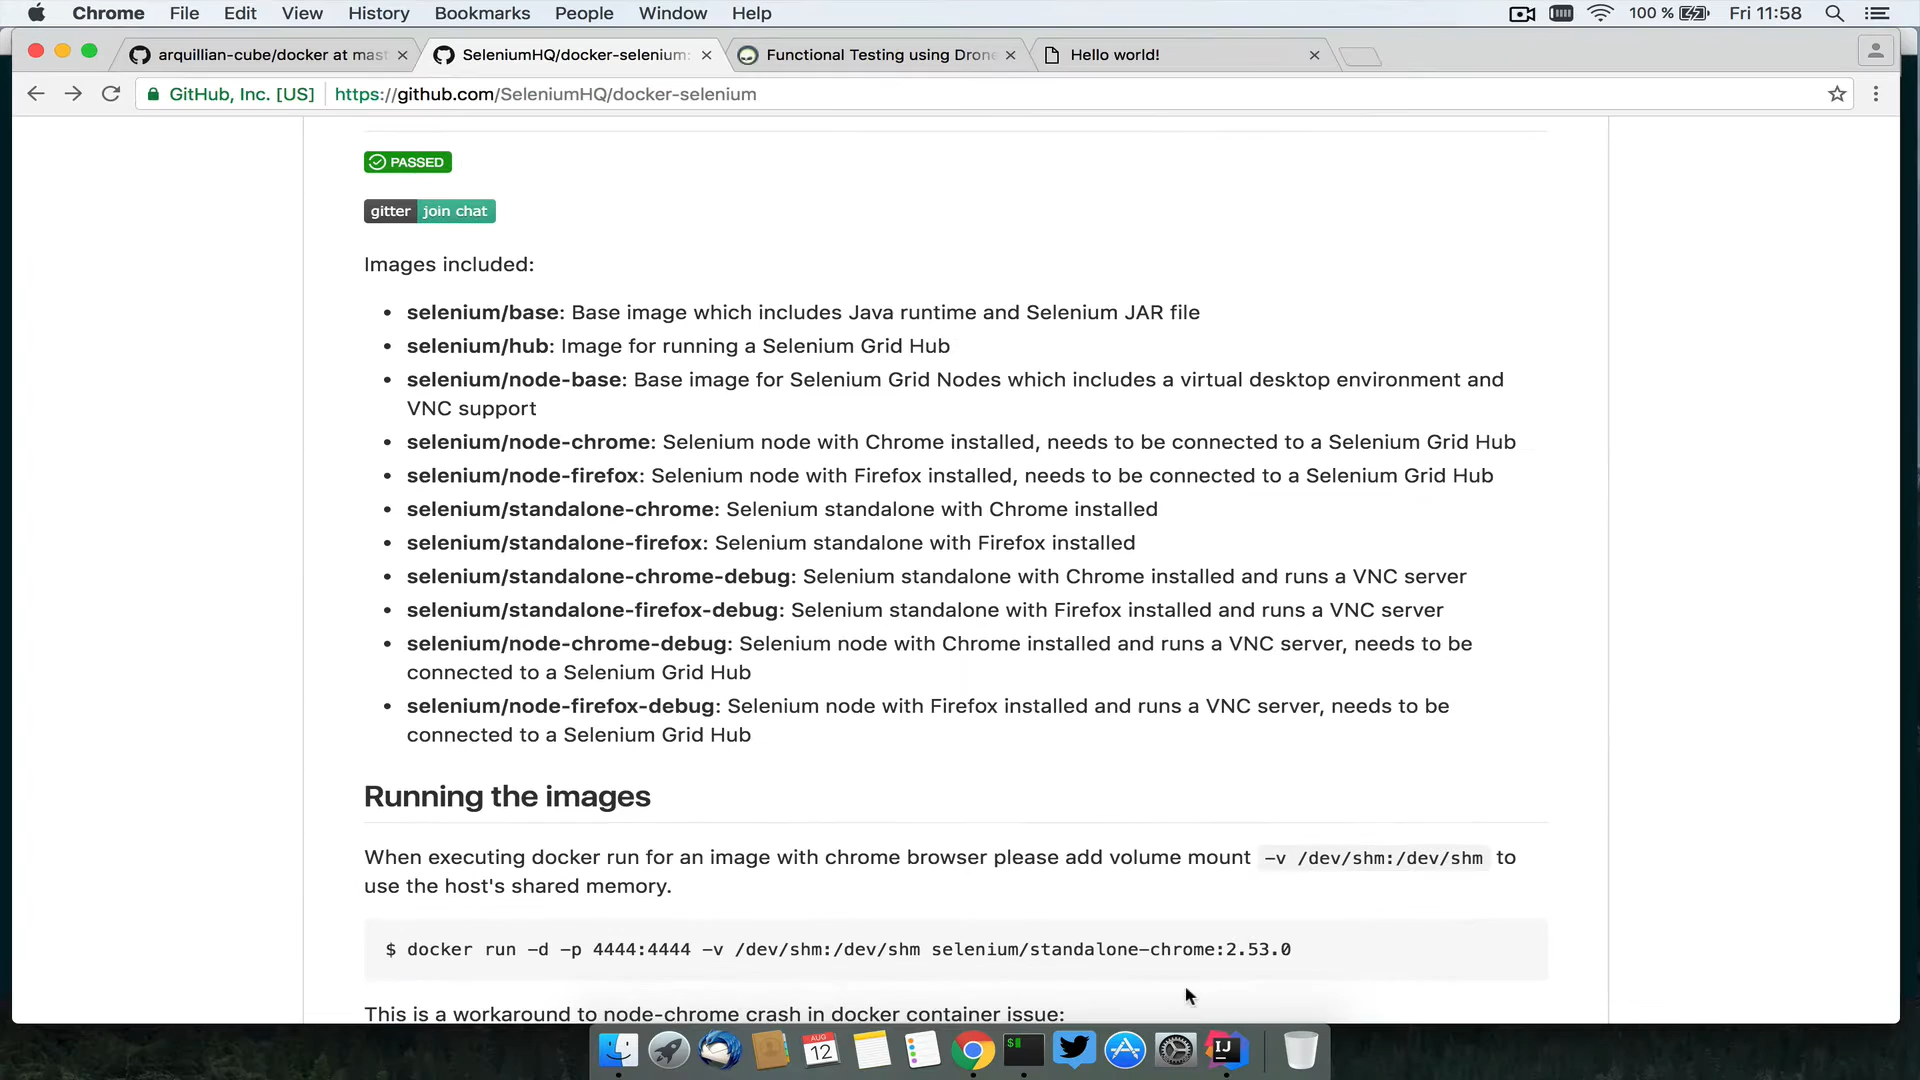 Chrome File Edit View History Bookmarks People Window Help 100 % Fri 11:58
arquillian-cube/docker at mast SeleniumHQ/docker-selenium: Functional Testing using Drone Hello world!
GitHub, Inc. [US] https://github.com/SeleniumHQ/docker-selenium
PASSED
gitter join chat
Images included:
• selenium/base: Base image which includes Java runtime and Selenium JAR file
• selenium/hub: Image for running a Selenium Grid Hub
• selenium/node-base: Base image for Selenium Grid Nodes which includes a virtual desktop environment and
VNC support
• selenium/node-chrome: Selenium node with Chrome installed, needs to be connected to a Selenium Grid Hub
• selenium/node-firefox: Selenium node with Firefox installed, needs to be connected to a Selenium Grid Hub
• selenium/standalone-chrome: Selenium standalone with Chrome installed
• selenium/standalone-firefox: Selenium standalone with Firefox installed
• selenium/standalone-chrome-debug: Selenium standalone with Chrome installed and runs a VNC server
• selenium/standalone-firefox-debug: Selenium standalone with Firefox installed and runs a VNC server
• selenium/node-chrome-debug: Selenium node with Chrome installed and runs a VNC server, needs to be
connected to a Selenium Grid Hub
• selenium/node-firefox-debug: Selenium node with Firefox installed and runs a VNC server, needs to be
connected to a Selenium Grid Hub
Running the images
When executing docker run for an image with chrome browser please add volume mount -v /dev/shm:/dev/shm to
use the host's shared memory.
$ docker run -d -p 4444:4444 -v /dev/shm:/dev/shm selenium/standalone-chrome:2.53.0
This is a workaround to node-chrome crash in docker container issue:
AUG
12
$
IJ